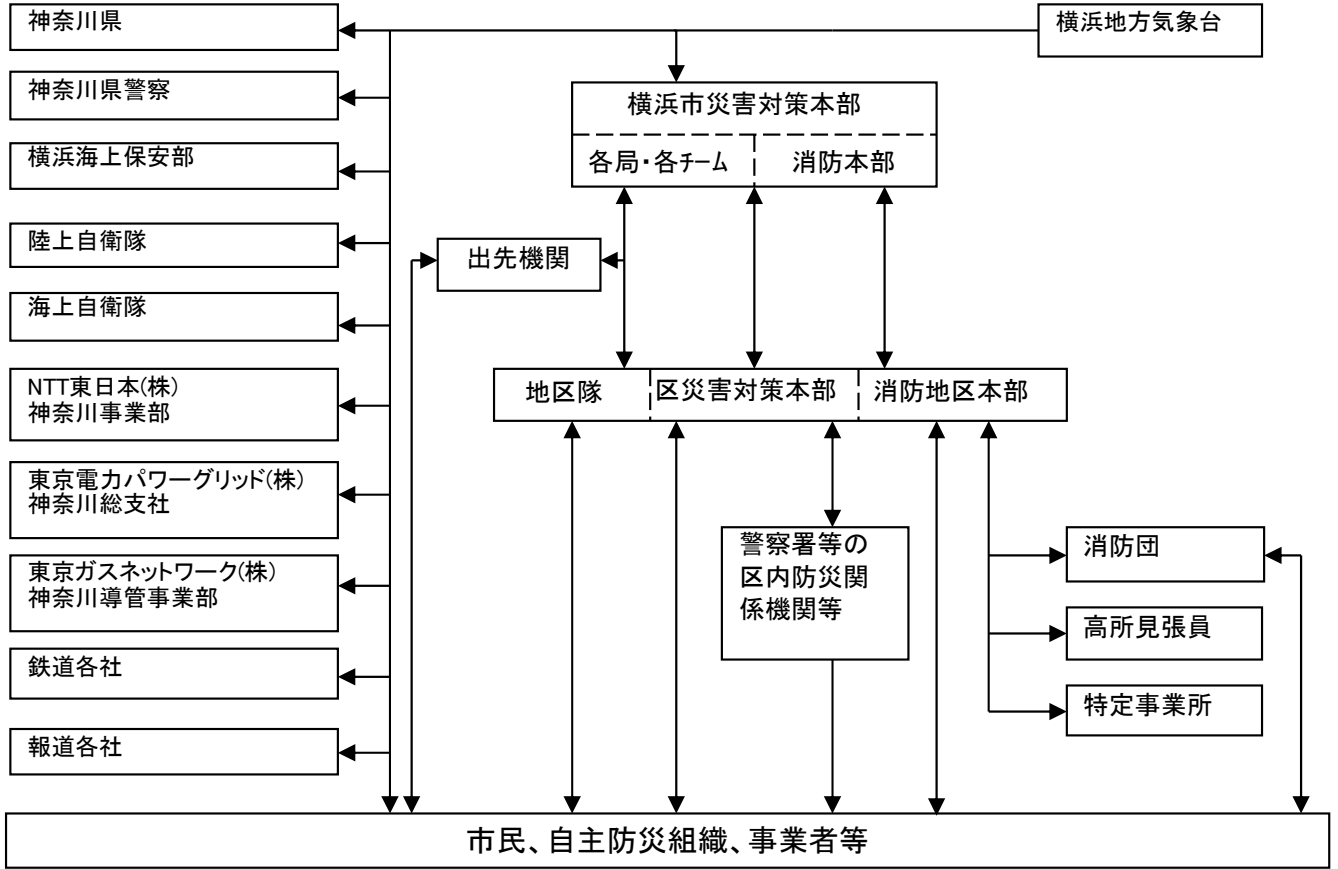 神奈川県
横浜地方気象台
神奈川県警察
横浜市災害対策本部
横浜海上保安部
各局・各チーム
消防本部
陸上自衛隊
出先機関
海上自衛隊
NTT東日本(株)
神奈川事業部
地区隊
区災害対策本部
消防地区本部
東京電力パワーグリッド(株)
神奈川総支社
警察署等の
区内防災関
係機関等
消防団
東京ガスネットワーク(株)
神奈川導管事業部
高所見張員
鉄道各社
特定事業所
報道各社
市民、自主防災組織、事業者等